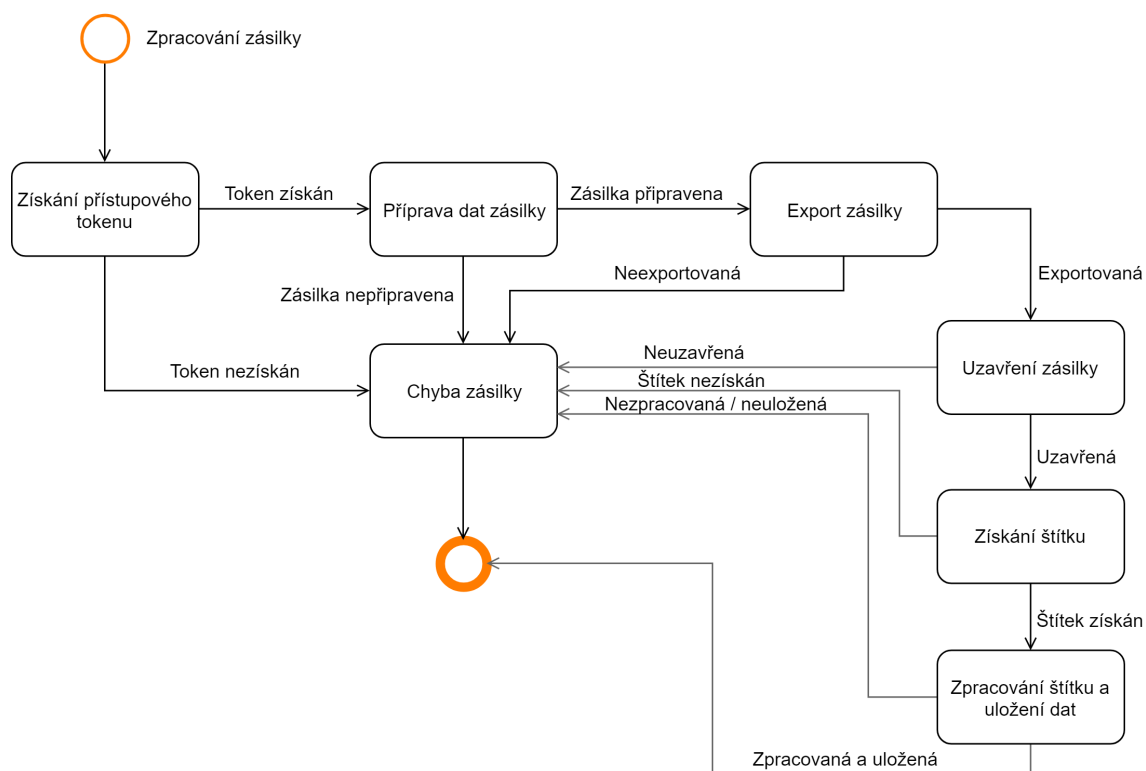 Zpracování zásilky
Získání přístupového
tokenu
Token získán
Příprava dat zásilky
Zásilka připravena
Export zásilky
Exportovaná
Neexportovaná
Zásilka nepřipravena
Token nezískán
Chyba zásilky
Neuzavřená
Štítek nezískán
Nezpracovaná / neuložená
Uzavření zásilky
Uzavřená
Získání štítku
Štítek získán
Zpracování štítku a
uložení dat
Zpracovaná a uložená